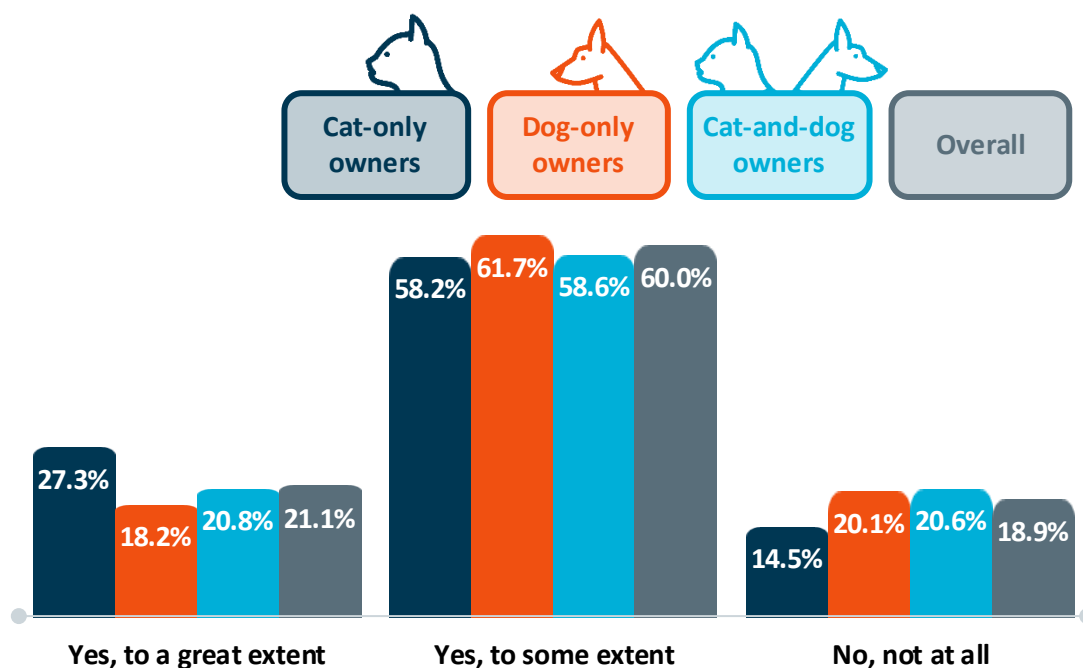 Cat-only
owners
Dog-only
owners
Cat-and-dog
owners
Overall
27.3%
18.2%
20.8%
21.1%
58.2%
61.7%
58.6%
60.0%
14.5%
20.1%
20.6%
18.9%
Yes, to a great extent
Yes, to some extent
No, not at all